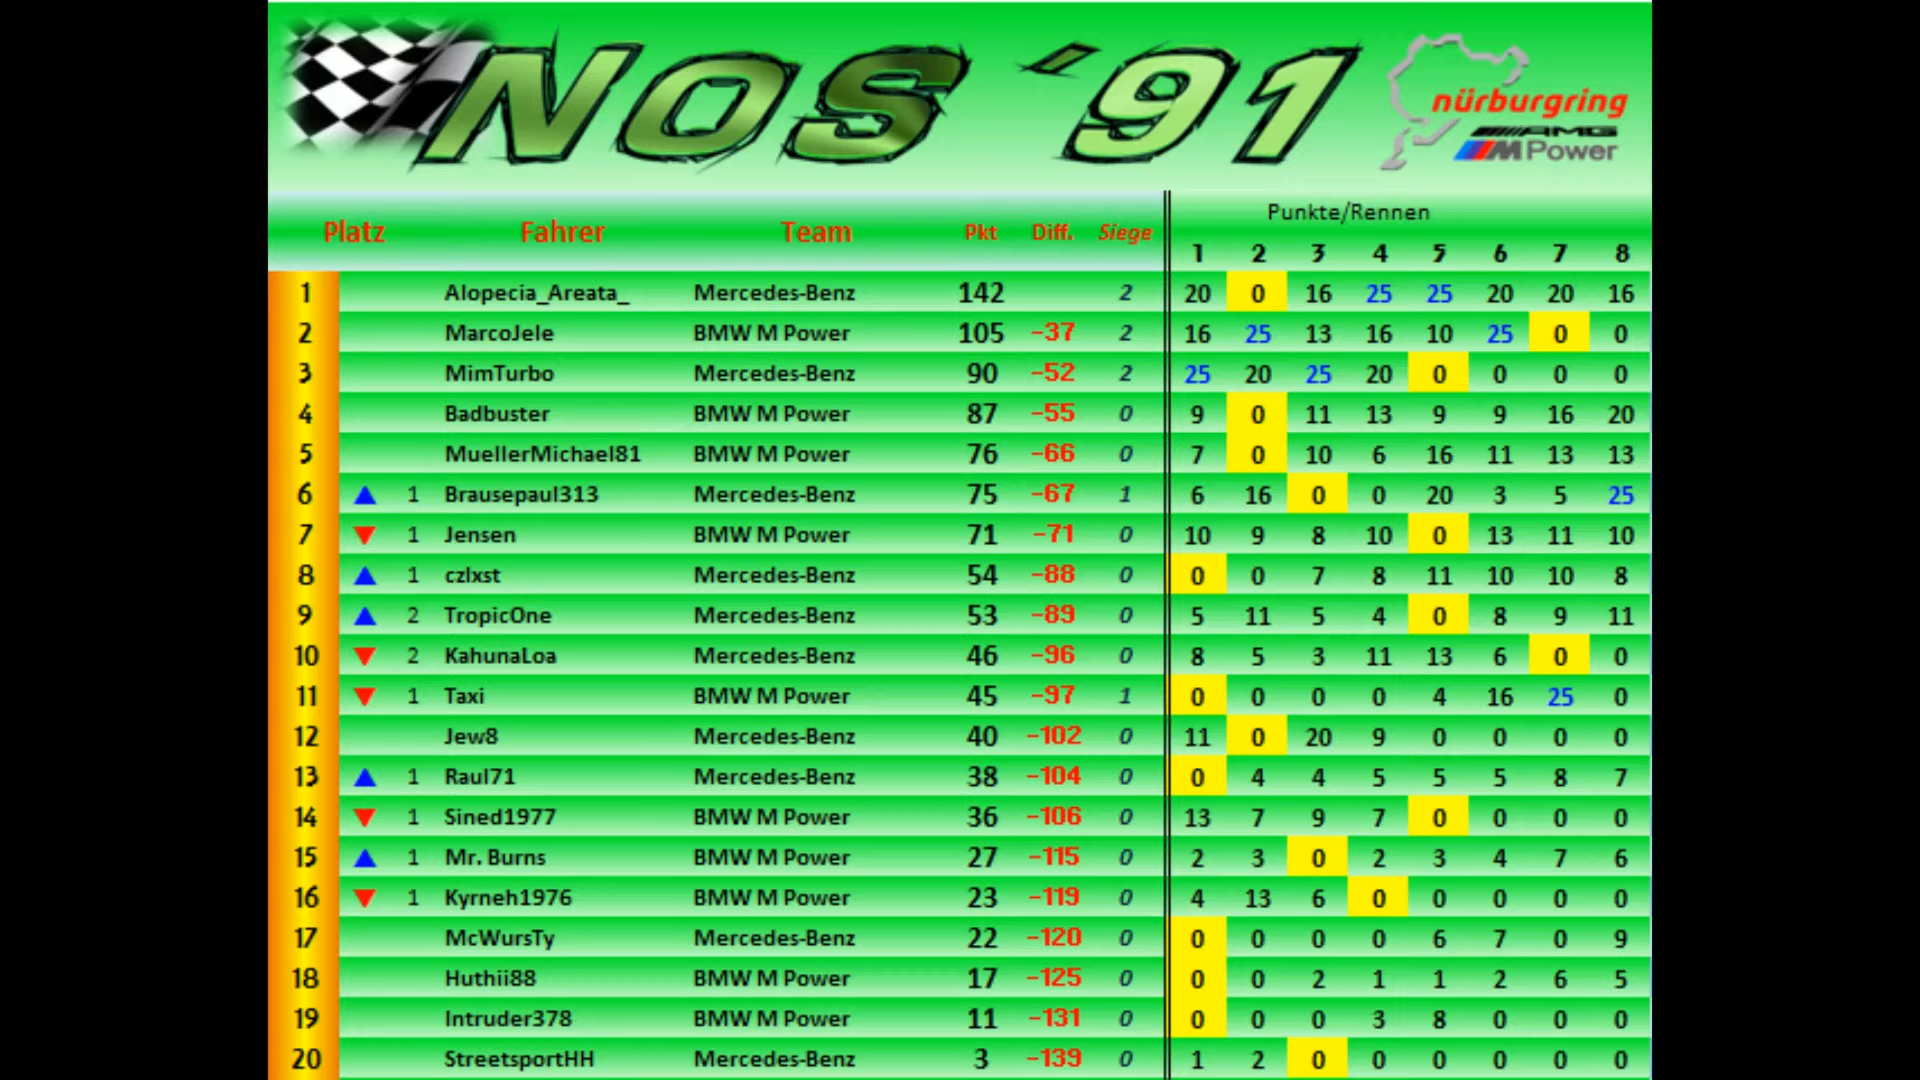 NOS '91
nürburgring
AMG
M Power
Platz Fahrer Team Pkt Diff. Siege Punkte/Rennen
1 2 3 4 5 6 7 8
1 Alopecia_Areata_ Mercedes-Benz 142 2 20 0 16 25 25 20 20 16
2 MarcoJele BMW M Power 105 -37 2 16 25 13 16 10 25 0 0
3 MimTurbo Mercedes-Benz 90 -52 2 25 20 25 20 0 0 0 0
4 Badbuster BMW M Power 87 -55 0 9 0 11 13 9 9 16 20
5 MuellerMichael81 BMW M Power 76 -66 0 7 0 10 6 16 11 13 13
6 ▲ 1 Brausepaul313 Mercedes-Benz 75 -67 1 6 16 0 0 20 3 5 25
7 ▼ 1 Jensen BMW M Power 71 -71 0 10 9 8 10 0 13 11 10
8 ▲ 1 czlxst Mercedes-Benz 54 -88 0 0 0 7 8 11 10 10 8
9 ▲ 2 TropicOne Mercedes-Benz 53 -89 0 5 11 5 4 0 8 9 11
10 ▼ 2 KahunaLoa Mercedes-Benz 46 -96 0 8 5 3 11 13 6 0 0
11 ▼ 1 Taxi BMW M Power 45 -97 1 0 0 0 0 4 16 25 0
12 Jew8 Mercedes-Benz 40 -102 0 11 0 20 9 0 0 0 0
13 ▲ 1 Raul71 Mercedes-Benz 38 -104 0 0 4 4 5 5 5 8 7
14 ▼ 1 Sined1977 BMW M Power 36 -106 0 13 7 9 7 0 0 0 0
15 ▲ 1 Mr. Burns BMW M Power 27 -115 0 2 3 0 2 3 4 7 6
16 ▼ 1 Kyrneh1976 BMW M Power 23 -119 0 4 13 6 0 0 0 0 0
17 McWursTy Mercedes-Benz 22 -120 0 0 0 0 0 6 7 0 9
18 Huthii88 BMW M Power 17 -125 0 0 0 2 1 1 2 6 5
19 Intruder378 BMW M Power 11 -131 0 0 0 0 3 8 0 0 0
20 StreetsportHH Mercedes-Benz 3 -139 0 1 2 0 0 0 0 0 0